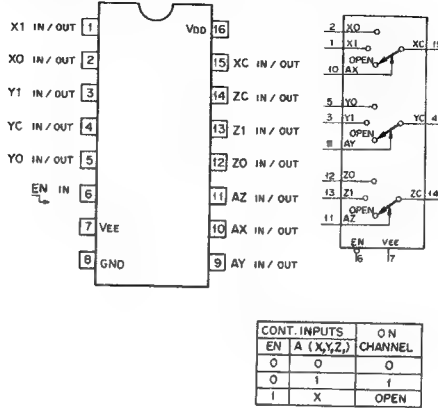 X1 IN/OUT 1
X0 IN/OUT 2
Y1 IN/OUT 3
YC IN/OUT 4
Y0 IN/OUT 5
EN IN 6
7 VEE
8 GND
VDD 16
15 XC IN/OUT
14 ZC IN/OUT
13 Z1 IN/OUT
12 Z0 IN/OUT
11 AZ IN/OUT
10 AX IN/OUT
9 AY IN/OUT
2 X0
1 X1 XC
OPEN
10 AX
5 Y0
3 Y1 YC 4
OPEN
11 AY
12 Z0
13 Z1 ZC 14
OPEN
11 AZ
EN VEE
6 7
CONT. INPUTS ON
EN A (X,Y,Z,) CHANNEL
0 0 0
0 1 1
1 X OPEN